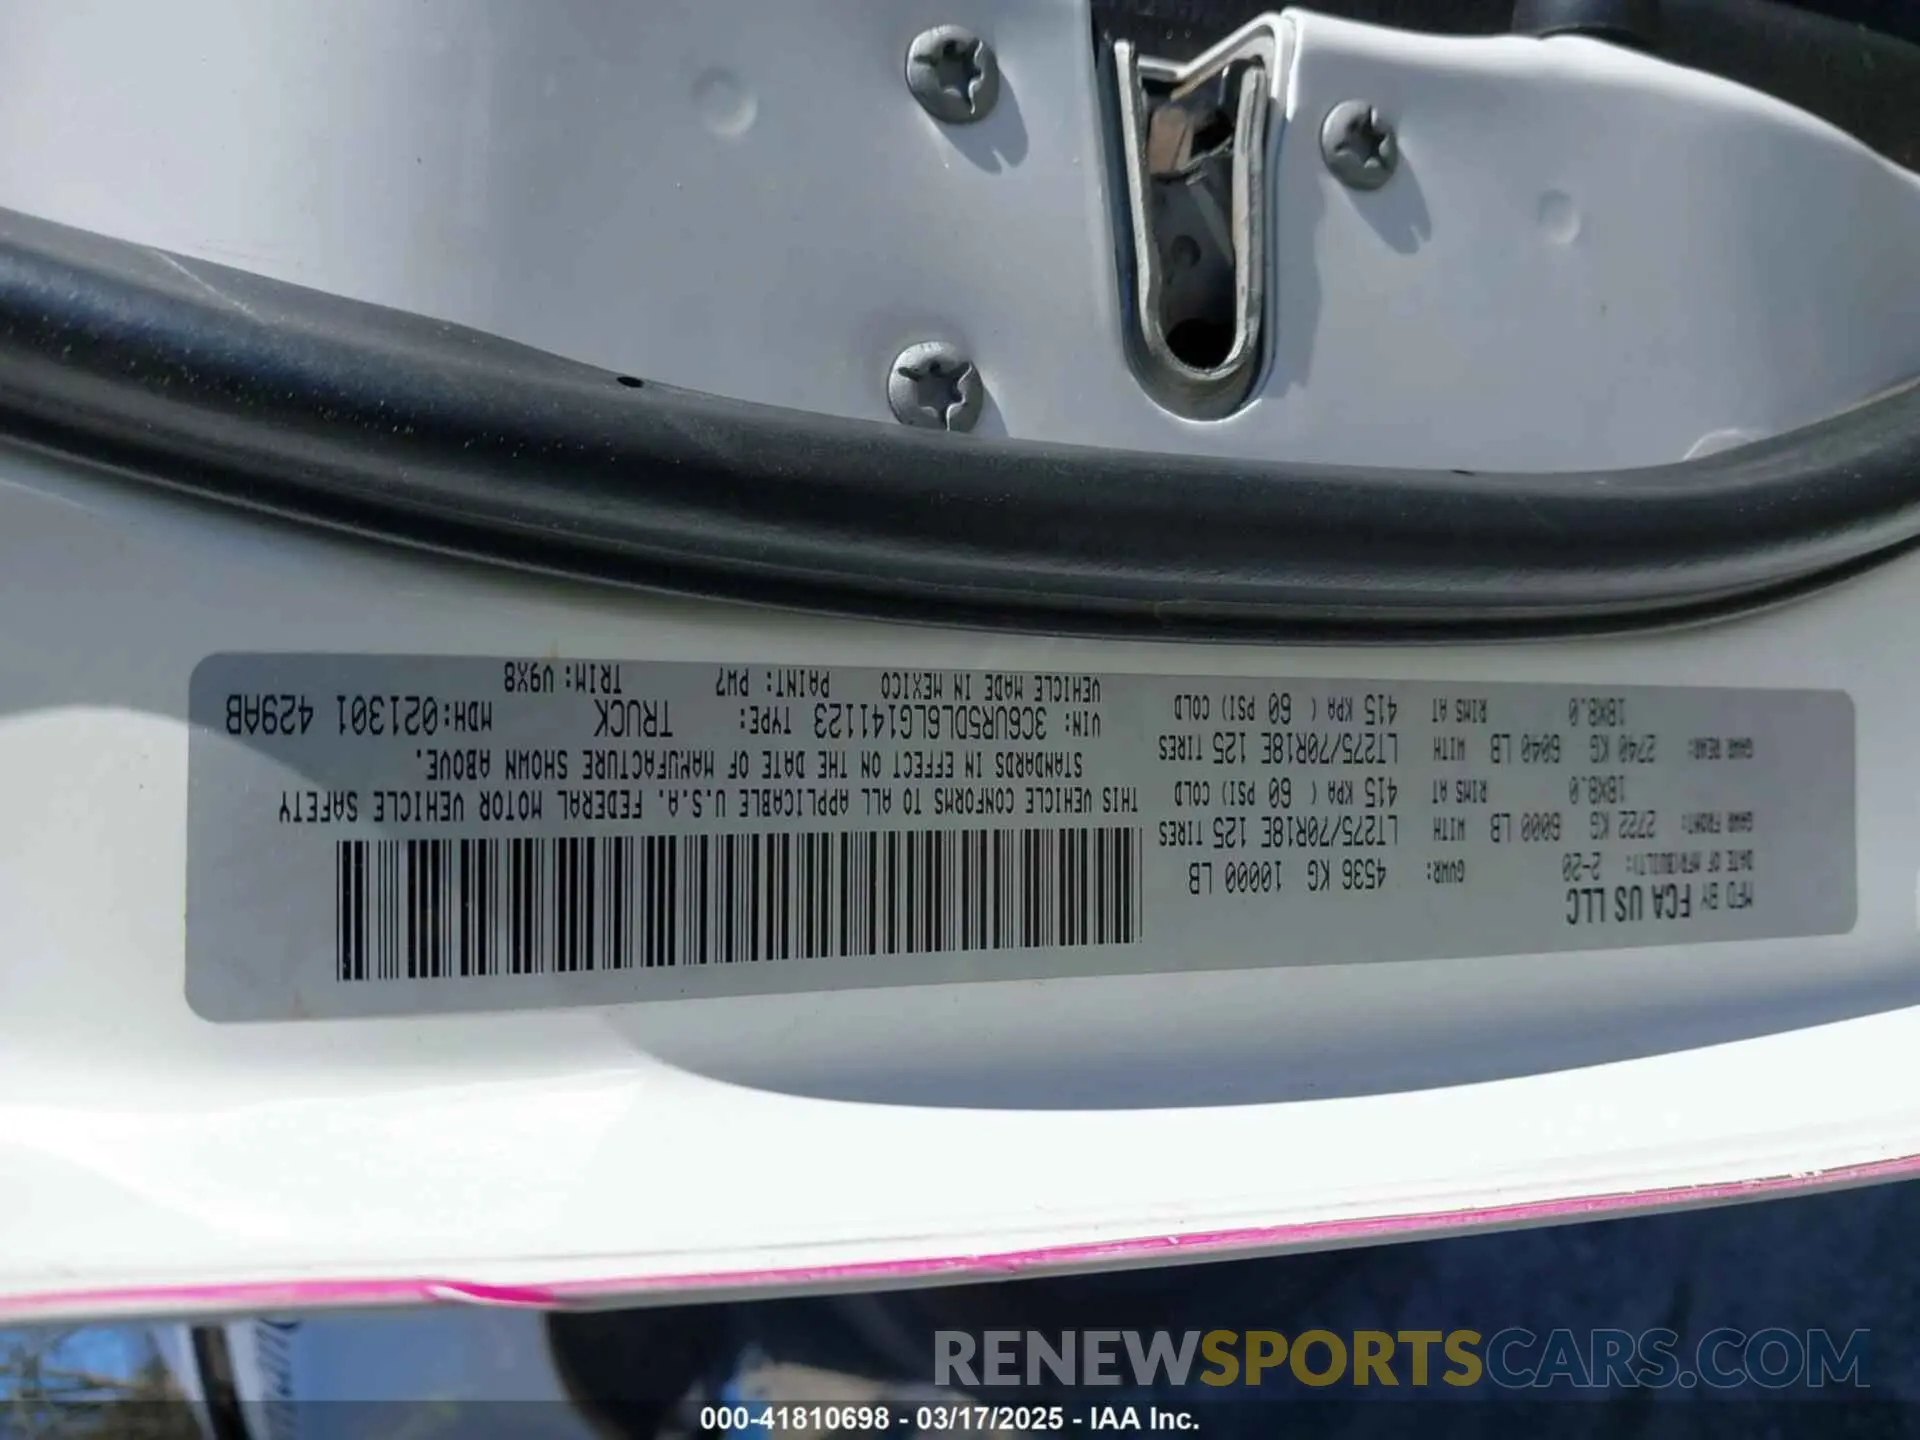 MFD BY FCA US LLC
DATE OF MFR(BUILT): 2-20
GVWR: 4536 KG 10000 LB
GAWR FRONT: 2722 KG 6000 LB WITH LT275/70R18E 125 TIRES
18X8.0 RIMS AT 415 KPA ( 60 PSI) COLD
GAWR REAR: 2740 KG 6040 LB WITH LT275/70R18E 125 TIRES
18X8.0 RIMS AT 415 KPA ( 60 PSI) COLD
THIS VEHICLE CONFORMS TO ALL APPLICABLE U.S.A. FEDERAL MOTOR VEHICLE SAFETY
STANDARDS IN EFFECT ON THE DATE OF MANUFACTURE SHOWN ABOVE.
VIN: 3C6UR5DL6LG141123 TYPE: TRUCK MDH:021301 429AB
VEHICLE MADE IN MEXICO PAINT: PW7 TRIM: V9X8
RENEWSPORTSCARS.COM
000-41810698 - 03/17/2025 - IAA Inc.